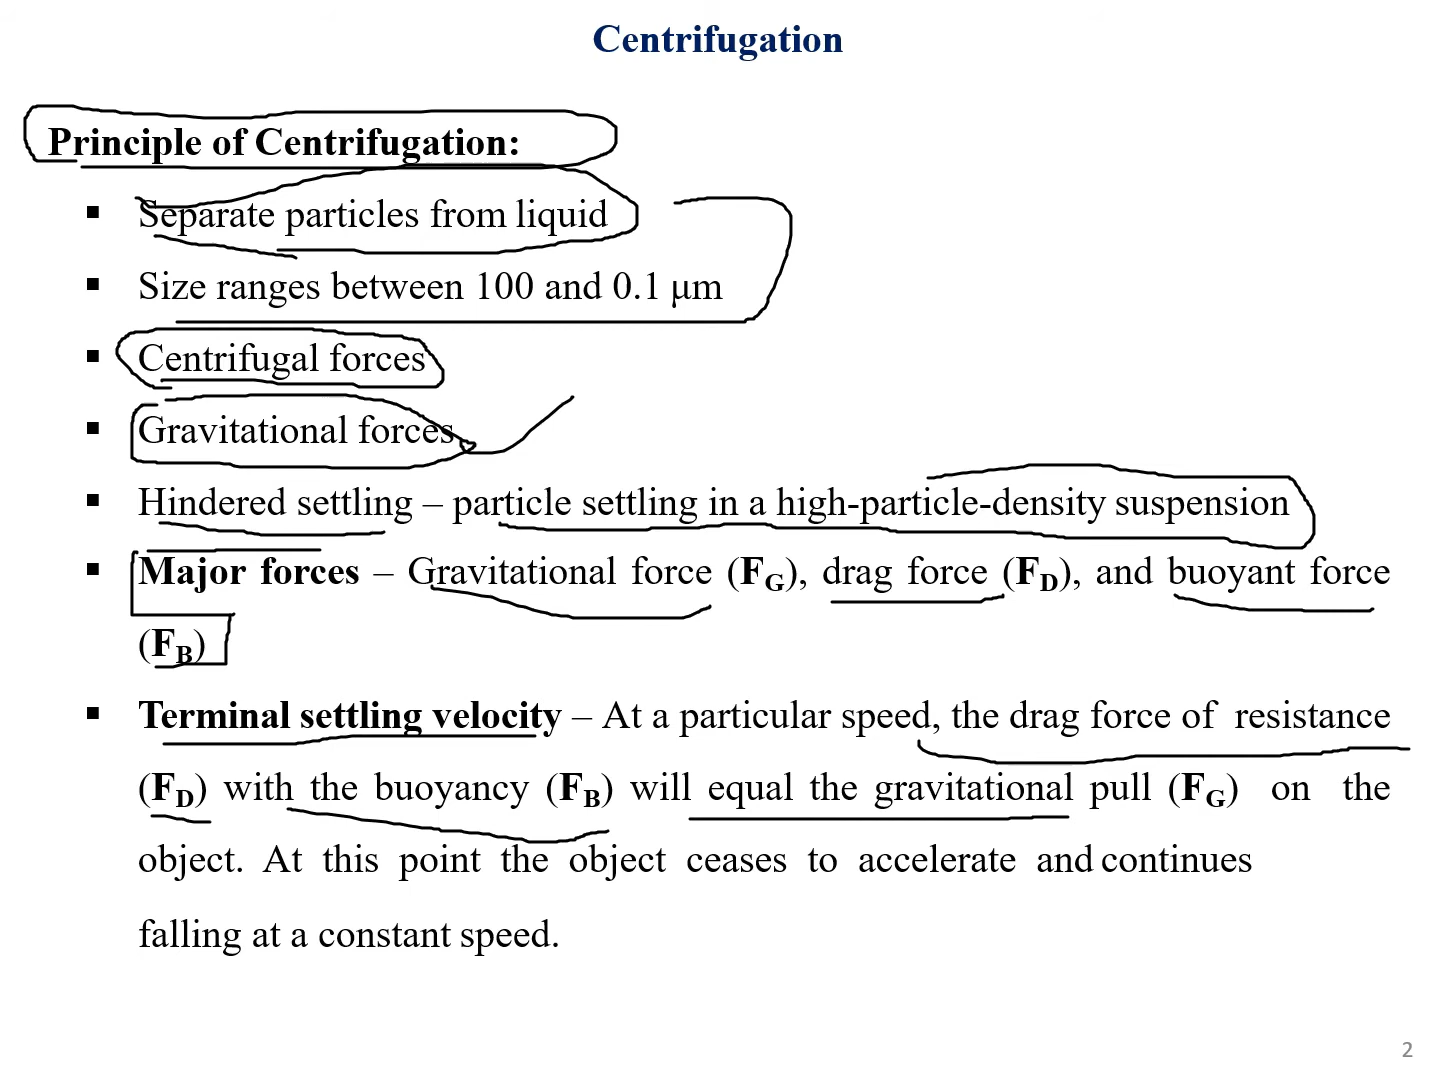 Centrifugation
Principle of Centrifugation:
▪ Separate particles from liquid
▪ Size ranges between 100 and 0.1 μm
▪ Centrifugal forces
▪ Gravitational forces
▪ Hindered settling – particle settling in a high-particle-density suspension
▪ Major forces – Gravitational force (FG), drag force (FD), and buoyant force
(FB)
▪ Terminal settling velocity – At a particular speed, the drag force of resistance
(FD) with the buoyancy (FB) will equal the gravitational pull (FG) on the
object. At this point the object ceases to accelerate and continues
falling at a constant speed.
2